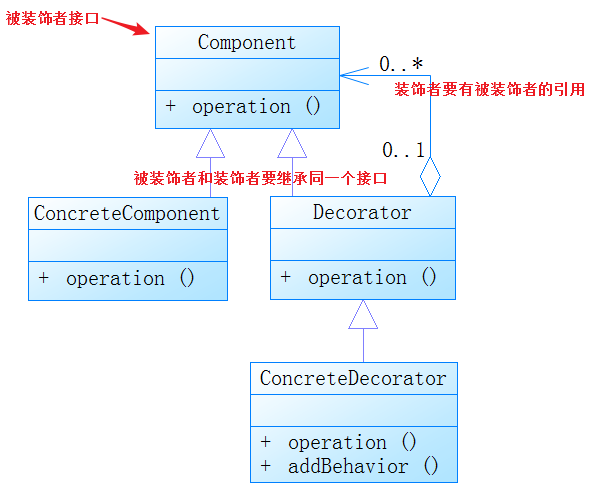 被装饰者接口
Component
+ operation ()
0..*
装饰者要有被装饰者的引用
0..1
被装饰者和装饰者要继承同一个接口
ConcreteComponent
+ operation ()
Decorator
+ operation ()
ConcreteDecorator
+ operation ()
+ addBehavior ()